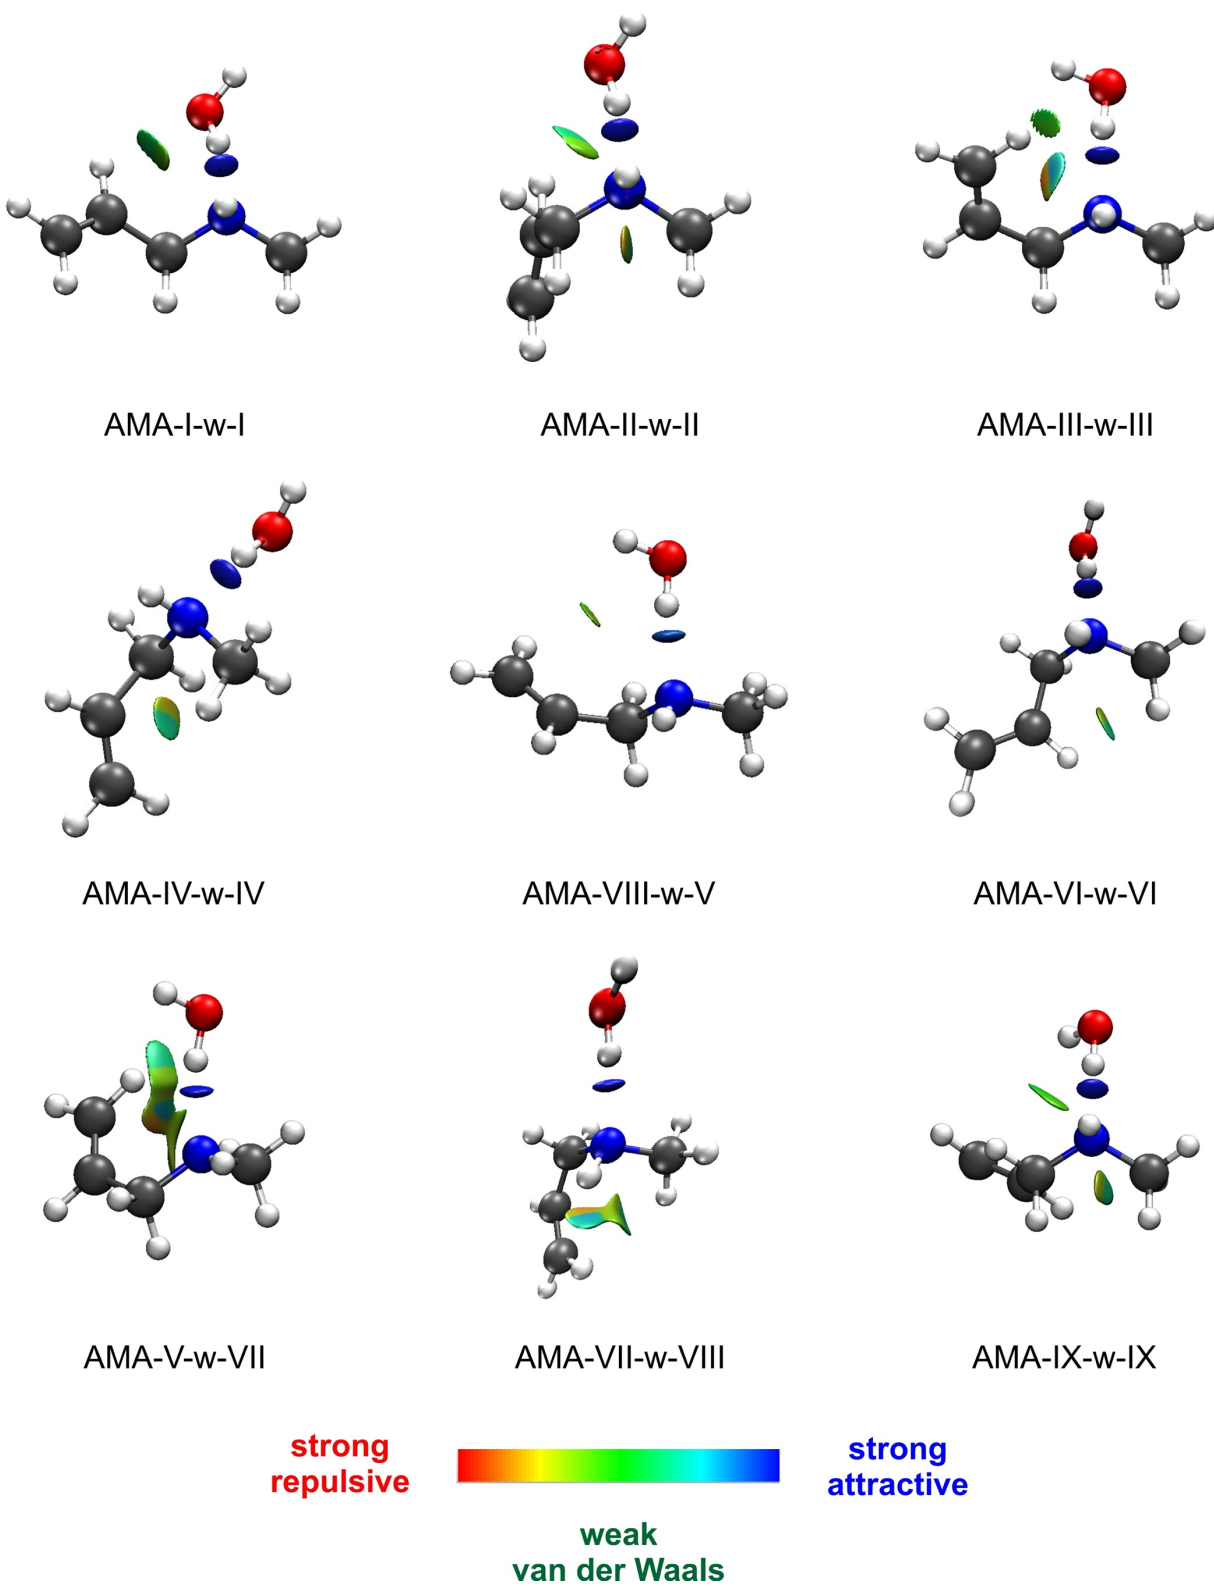 AMA-I-w-I
AMA-II-w-II
AMA-III-w-III
AMA-IV-w-IV
AMA-VIII-w-V
AMA-VI-w-VI
AMA-V-w-VII
AMA-VII-w-VIII
AMA-IX-w-IX
strong
repulsive
strong
attractive
weak
van der Waals